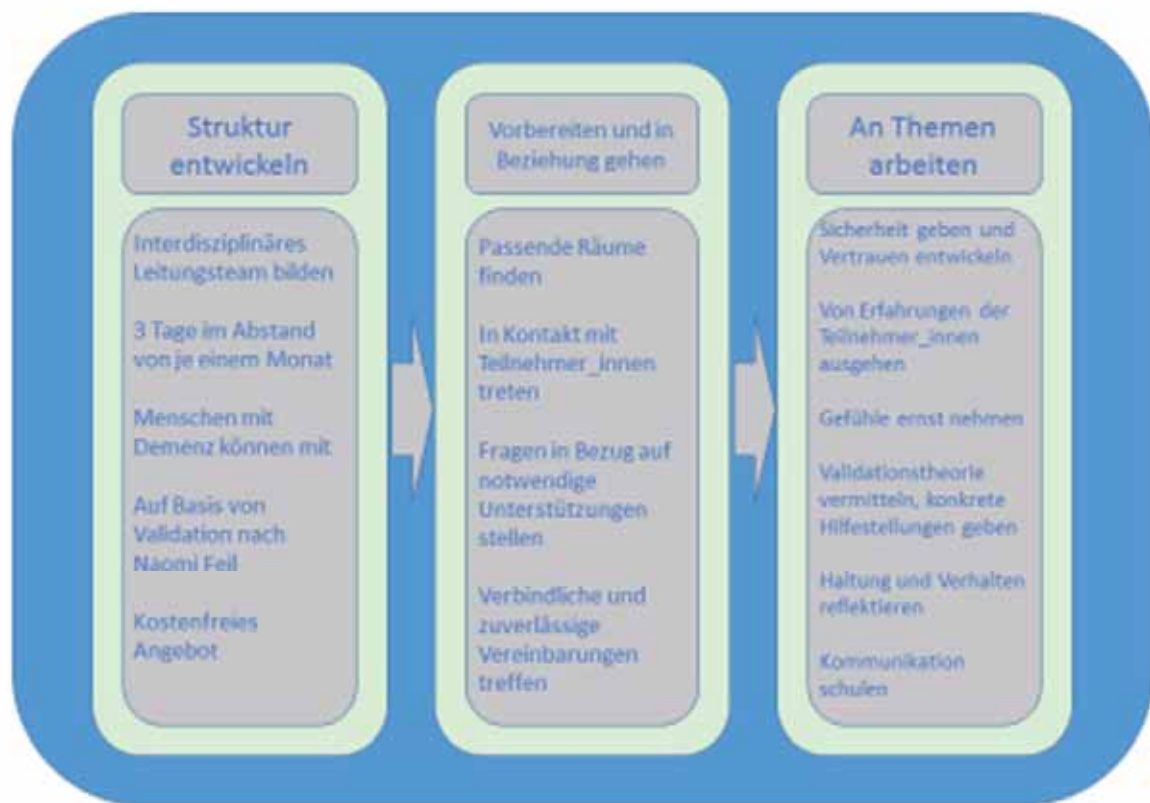 Struktur
entwickeln
Interdisziplinäres
Leitungsteam bilden
3 Tage im Abstand
von je einem Monat
Menschen mit
Demenz können mit
Auf Basis von
Validation nach
Naomi Feil
Kostenfreies
Angebot
Vorbereiten und in
Beziehung gehen
Passende Räume
finden
In Kontakt mit
Teilnehmer_innen
treten
Fragen in Bezug auf
notwendige
Unterstützungen
stellen
Verbindliche und
zuverlässige
Vereinbarungen
treffen
An Themen
arbeiten
Sicherheit geben und
Vertrauen entwickeln
Von Erfahrungen der
Teilnehmer_innen
ausgehen
Gefühle ernst nehmen
Validationstheorie
vermitteln, konkrete
Hilfestellungen geben
Haltung und Verhalten
reflektieren
Kommunikation
schulen